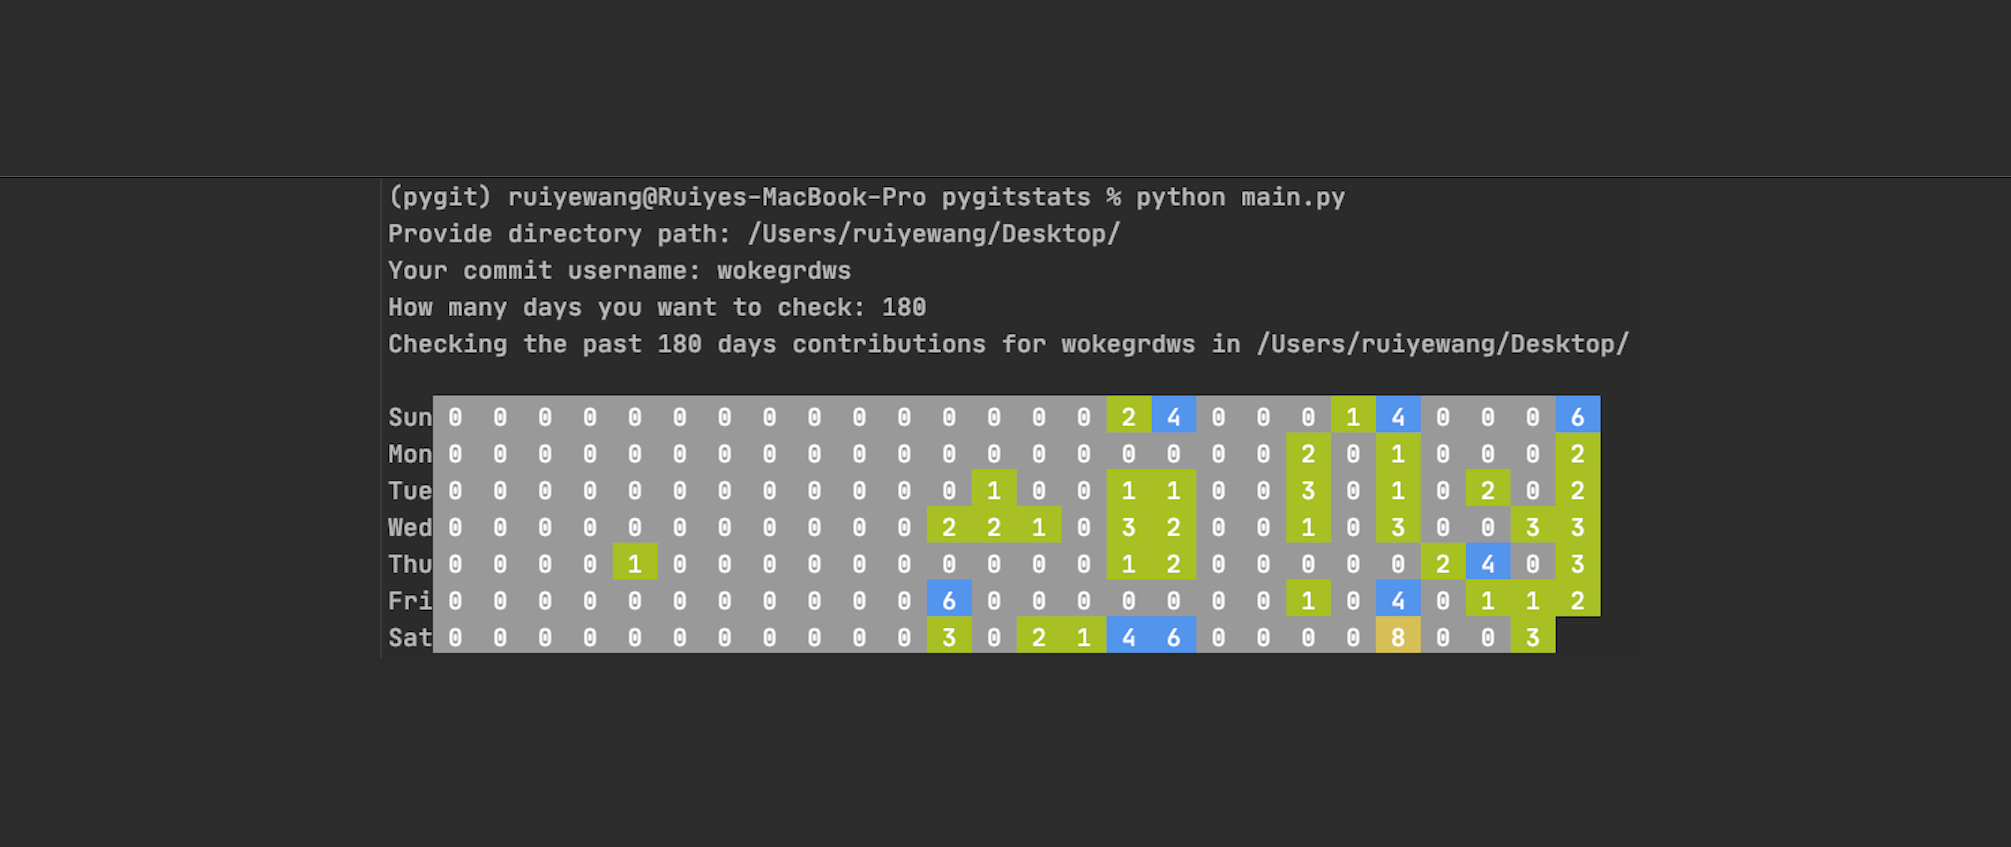 (pygit) ruiyewang@Ruiyes-MacBook-Pro pygitstats % python main.py
Provide directory path: /Users/ruiyewang/Desktop/
Your commit username: wokegrdws
How many days you want to check: 180
Checking the past 180 days contributions for wokegrdws in /Users/ruiyewang/Desktop/
Sun 0 0 0 0 0 0 0 0 0 0 0 0 0 0 0 2 4 0 0 0 1 4 0 0 0 6
Mon 0 0 0 0 0 0 0 0 0 0 0 0 0 0 0 0 0 0 0 2 0 1 0 0 0 2
Tue 0 0 0 0 0 0 0 0 0 0 0 0 1 0 0 1 1 0 0 3 0 1 0 2 0 2
Wed 0 0 0 0 0 0 0 0 0 0 0 2 2 1 0 3 2 0 0 1 0 3 0 0 3 3
Thu 0 0 0 0 1 0 0 0 0 0 0 0 0 0 0 1 2 0 0 0 0 0 2 4 0 3
Fri 0 0 0 0 0 0 0 0 0 0 0 6 0 0 0 0 0 0 0 1 0 4 0 1 1 2
Sat 0 0 0 0 0 0 0 0 0 0 0 3 0 2 1 4 6 0 0 0 0 8 0 0 3